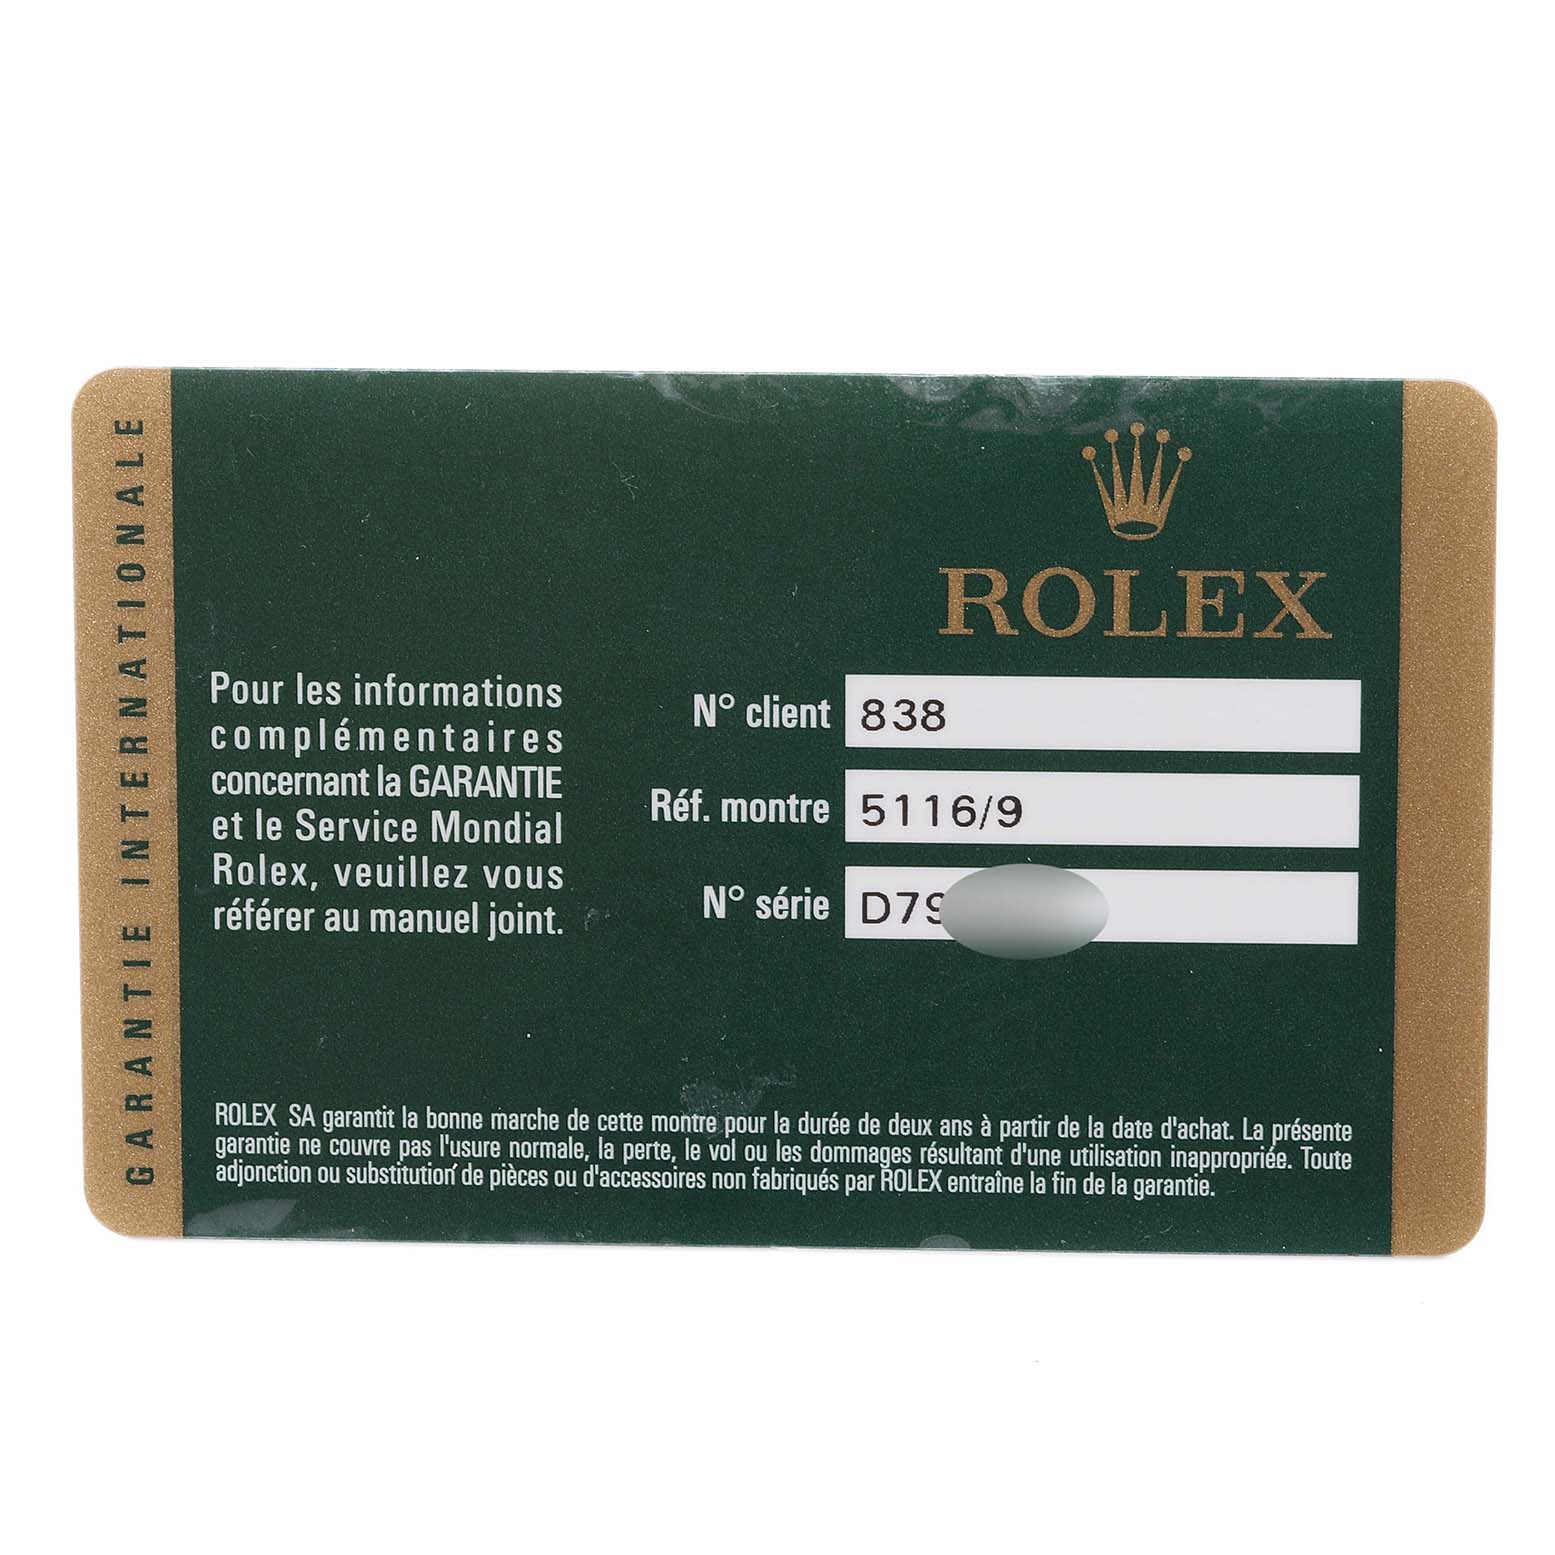 GARANTIE INTERNATIONALE
ROLEX
Pour les informations
complémentaires
concernant la GARANTIE
et le Service Mondial
Rolex, veuillez vous
référer au manuel joint.
N° client 838
Réf. montre 5116/9
N° série D79
ROLEX SA garantit la bonne marche de cette montre pour la durée de deux ans à partir de la date d'achat. La présente
garantie ne couvre pas l'usure normale, la perte, le vol ou les dommages résultant d'une utilisation inappropriée. Toute
adjonction ou substitution de pièces ou d'accessoires non fabriqués par ROLEX entraîne la fin de la garantie.